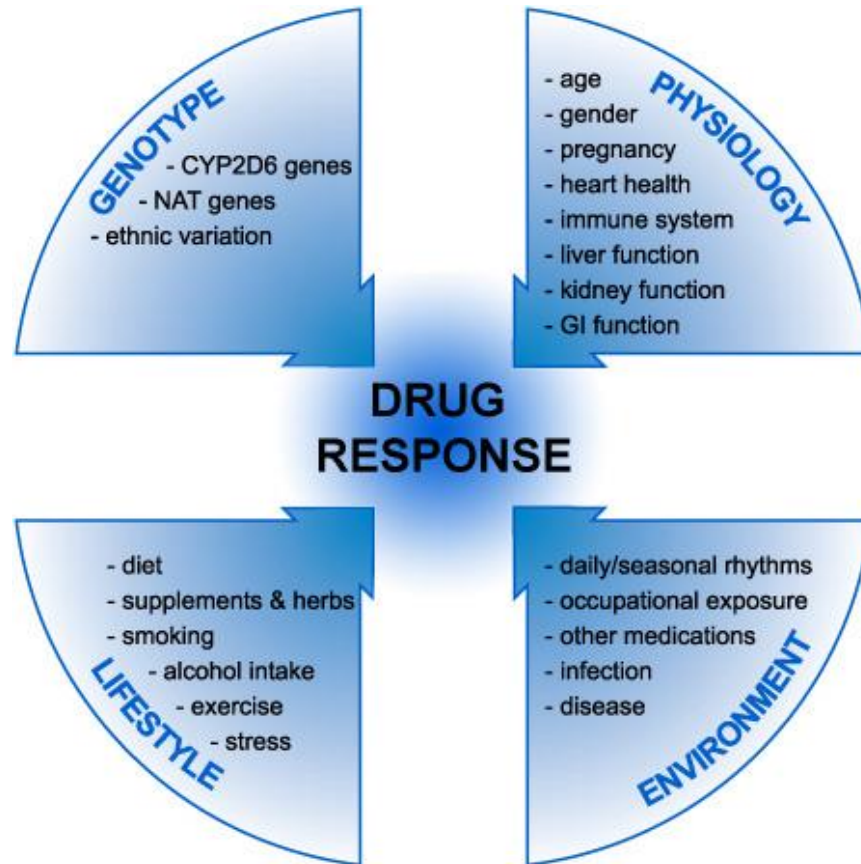 GENOTYPE
- CYP2D6 genes
- NAT genes
- ethnic variation
PHYSIOLOGY
- age
- gender
- pregnancy
- heart health
- immune system
- liver function
- kidney function
- GI function
DRUG
RESPONSE
LIFESTYLE
- diet
- supplements & herbs
- smoking
- alcohol intake
- exercise
- stress
ENVIRONMENT
- daily/seasonal rhythms
- occupational exposure
- other medications
- infection
- disease